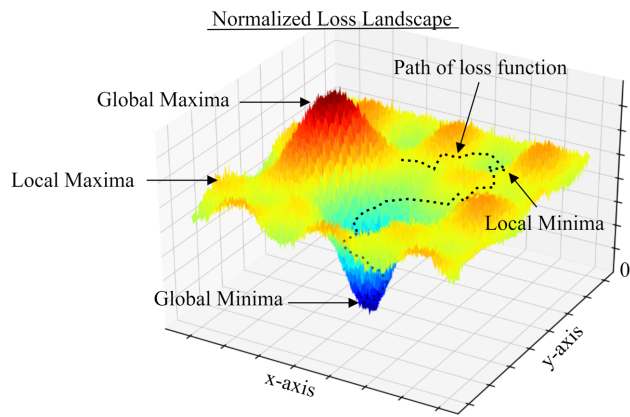 Normalized Loss Landscape
Path of loss function
Global Maxima
Local Maxima
Local Minima
0
Global Minima
y-axis
x-axis